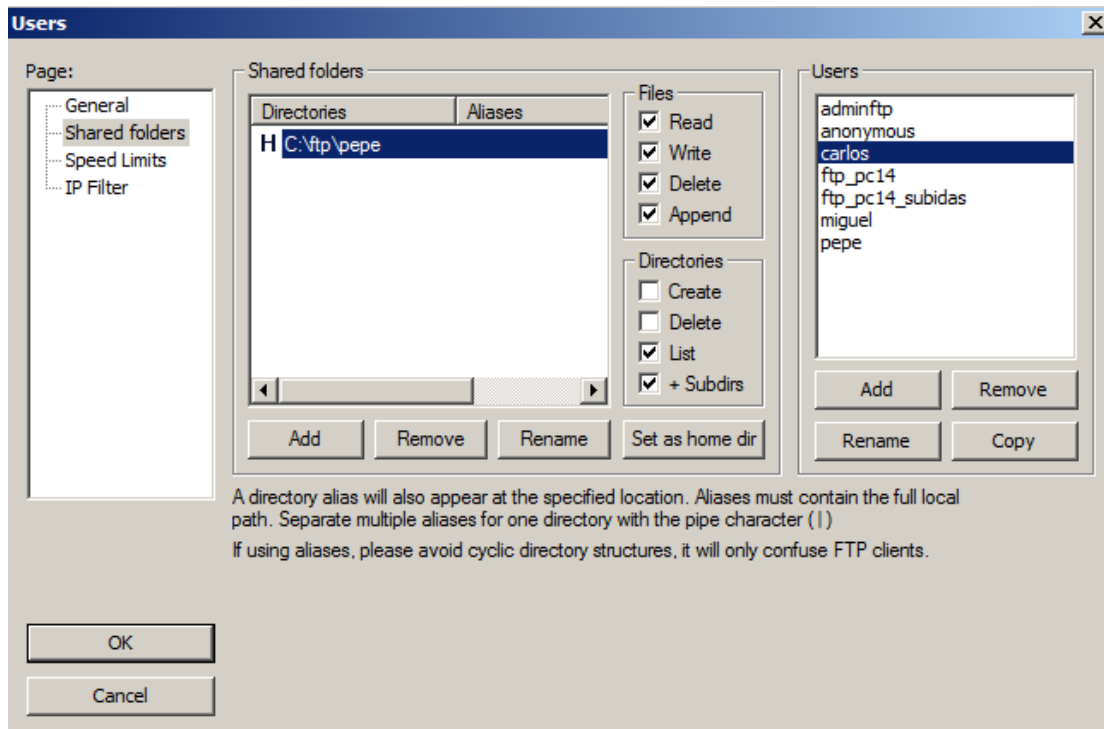 Users
Page:
General
Shared folders
Speed Limits
IP Filter
Shared folders
Directories Aliases
H C:\ftp\pepe
Files
Read
Write
Delete
Append
Directories
Create
Delete
List
+ Subdirs
Add Remove Rename Set as home dir
Users
adminftp
anonymous
carlos
ftp_pc14
ftp_pc14_subidas
miguel
pepe
Add Remove
Rename Copy
A directory alias will also appear at the specified location. Aliases must contain the full local
path. Separate multiple aliases for one directory with the pipe character (|)
If using aliases, please avoid cyclic directory structures, it will only confuse FTP clients.
OK
Cancel